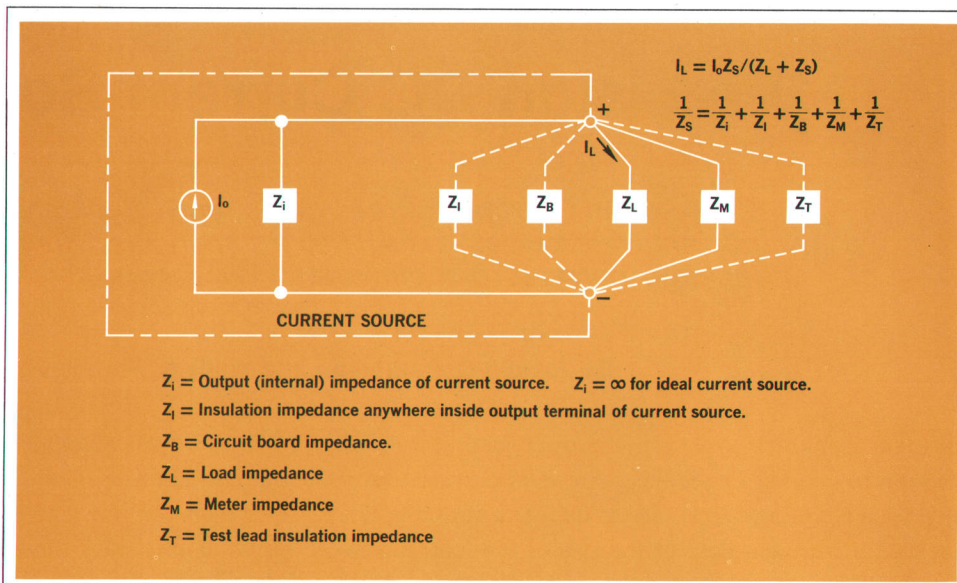 I_L = I_oZ_S/(Z_L + Z_S)
1/Z_S = 1/Z_i + 1/Z_I + 1/Z_B + 1/Z_M + 1/Z_T
+
I_L
I_o
Z_i
Z_I
Z_B
Z_L
Z_M
Z_T
−
CURRENT SOURCE
Z_i = Output (internal) impedance of current source. Z_i = ∞ for ideal current source.
Z_I = Insulation impedance anywhere inside output terminal of current source.
Z_B = Circuit board impedance.
Z_L = Load impedance
Z_M = Meter impedance
Z_T = Test lead insulation impedance